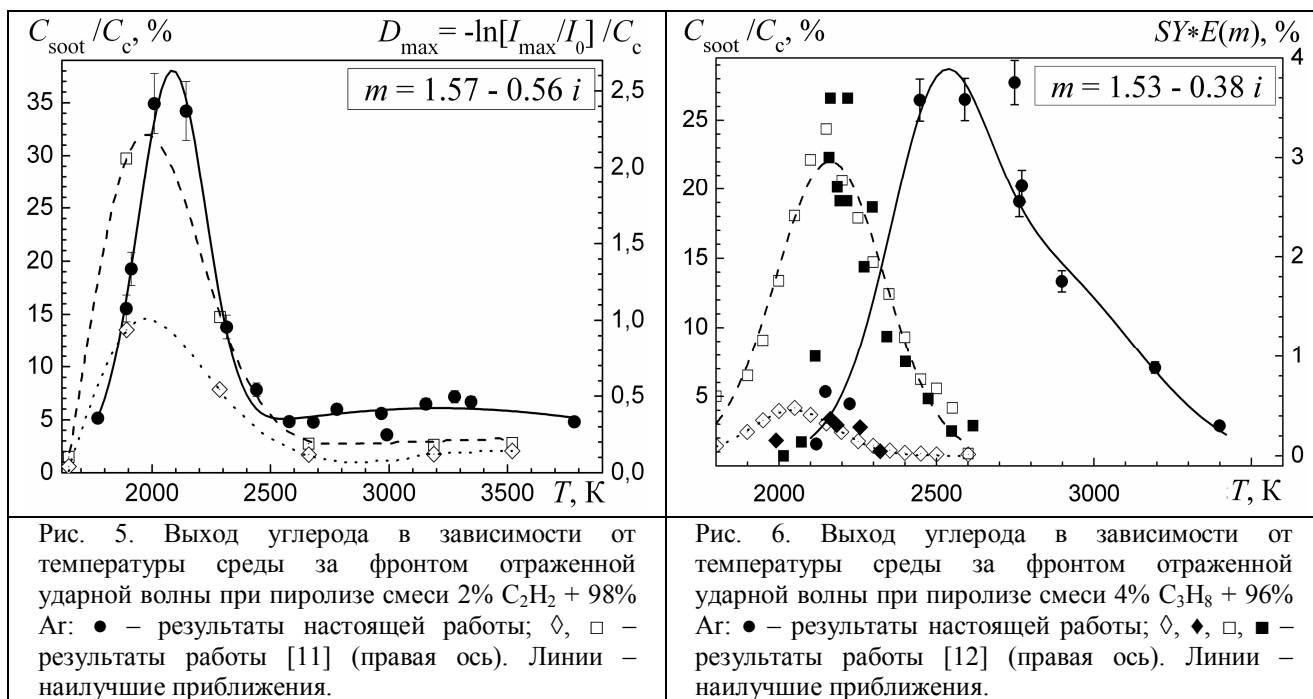 C_soot/C_c, %
D_max = -ln[I_max/I_0]/C_c
m = 1.57 - 0.56 i
35
30
25
20
15
10
5
0
2,5
2,0
1,5
1,0
0,5
0,0
2000
2500
3000
3500
T, К
C_soot/C_c, %
SY*E(m), %
m = 1.53 - 0.38 i
25
20
15
10
5
4
3
2
1
0
2000
2500
3000
T, К
Рис. 5. Выход углерода в зависимости от
температуры среды за фронтом отраженной
ударной волны при пиролизе смеси 2% C₂H₂ + 98%
Ar: ● – результаты настоящей работы; ◊, □ –
результаты работы [11] (правая ось). Линии –
наилучшие приближения.
Рис. 6. Выход углерода в зависимости от
температуры среды за фронтом отраженной
ударной волны при пиролизе смеси 4% C₃H₈ + 96%
Ar: ● – результаты настоящей работы; ◊, ♦, □, ■ –
результаты работы [12] (правая ось). Линии –
наилучшие приближения.